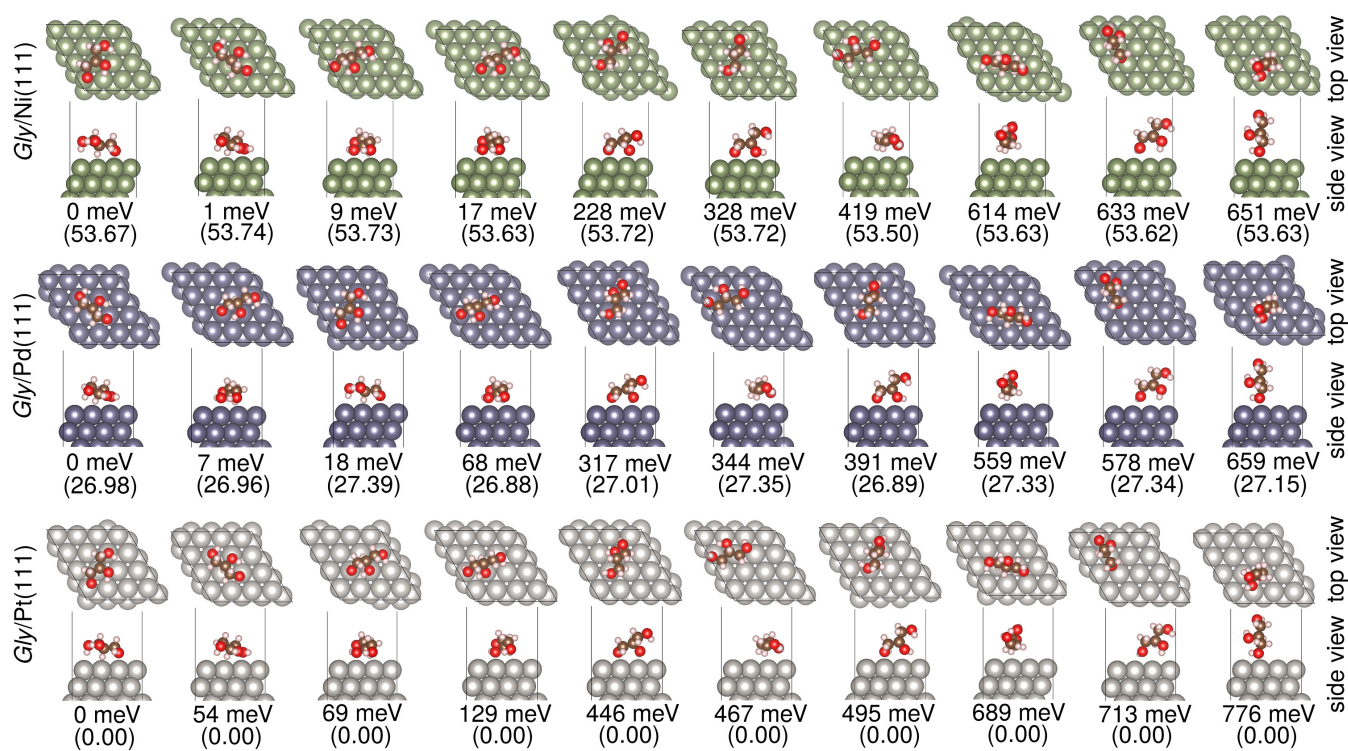 Gly/Ni(111)
top view
side view
0 meV 1 meV 9 meV 17 meV 228 meV 328 meV 419 meV 614 meV 633 meV 651 meV
(53.67) (53.74) (53.73) (53.63) (53.72) (53.72) (53.50) (53.63) (53.62) (53.63)
Gly/Pd(111)
top view
side view
0 meV 7 meV 18 meV 68 meV 317 meV 344 meV 391 meV 559 meV 578 meV 659 meV
(26.98) (26.96) (27.39) (26.88) (27.01) (27.35) (26.89) (27.33) (27.34) (27.15)
Gly/Pt(111)
top view
side view
0 meV 54 meV 69 meV 129 meV 446 meV 467 meV 495 meV 689 meV 713 meV 776 meV
(0.00) (0.00) (0.00) (0.00) (0.00) (0.00) (0.00) (0.00) (0.00) (0.00)